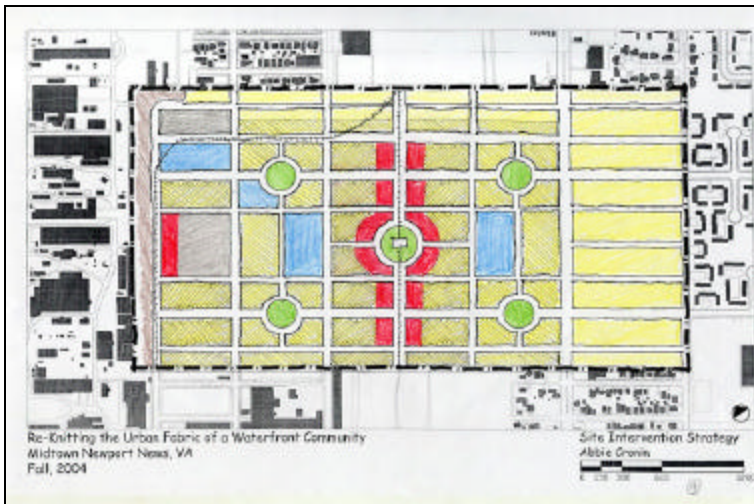 Re-Knitting the Urban Fabric of a Waterfront Community
Midtown Newport News, VA
Fall, 2004
Site Intervention Strategy
Abbie Cronin